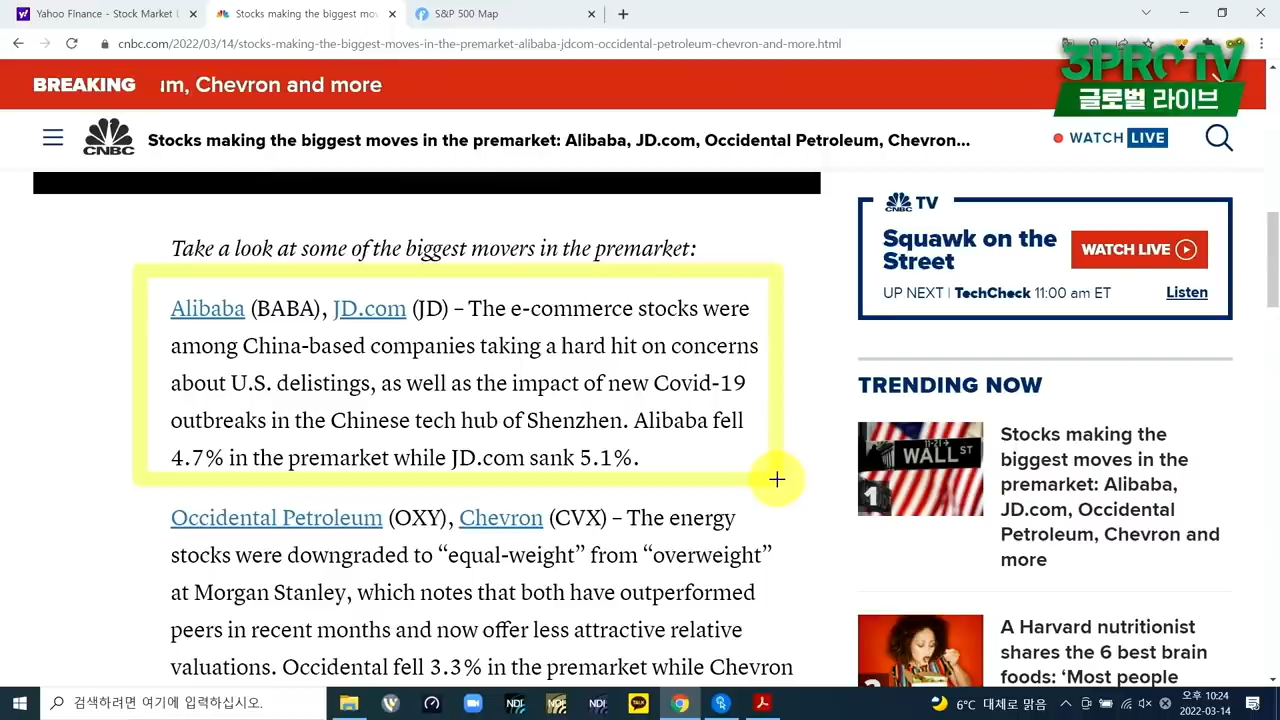 Yahoo Finance - Stock Market L
Stocks making the biggest mov
S&P 500 Map
cnbc.com/2022/03/14/stocks-making-the-biggest-moves-in-the-premarket-alibaba-jdcom-occidental-petroleum-chevron-and-more.html
3PRO TV
글로벌 라이브
BREAKING
ım, Chevron and more
CNBC
Stocks making the biggest moves in the premarket: Alibaba, JD.com, Occidental Petroleum, Chevron...
WATCH LIVE
Take a look at some of the biggest movers in the premarket:
Alibaba (BABA), JD.com (JD) – The e-commerce stocks were
among China-based companies taking a hard hit on concerns
about U.S. delistings, as well as the impact of new Covid-19
outbreaks in the Chinese tech hub of Shenzhen. Alibaba fell
4.7% in the premarket while JD.com sank 5.1%.
Occidental Petroleum (OXY), Chevron (CVX) – The energy
stocks were downgraded to “equal-weight” from “overweight”
at Morgan Stanley, which notes that both have outperformed
peers in recent months and now offer less attractive relative
valuations. Occidental fell 3.3% in the premarket while Chevron
CNBC TV
Squawk on the
Street
WATCH LIVE
UP NEXT | TechCheck 11:00 am ET
Listen
TRENDING NOW
WALL ST
1
Stocks making the
biggest moves in the
premarket: Alibaba,
JD.com, Occidental
Petroleum, Chevron and
more
A Harvard nutritionist
shares the 6 best brain
foods: ‘Most people
검색하려면 여기에 입력하십시오.
NDI
NDI
TALK
6°C 대체로 맑음
오후 10:24
2022-03-14